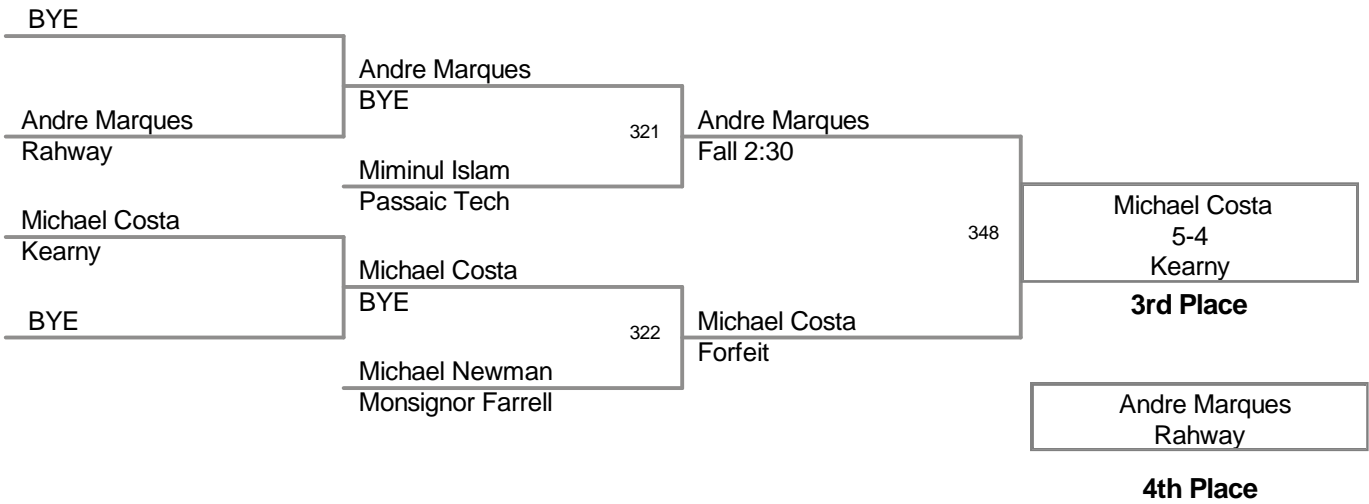 BYE
Andre Marques
BYE
Andre Marques
Rahway
321
Andre Marques
Fall 2:30
Miminul Islam
Passaic Tech
Michael Costa
Kearny
348
Michael Costa
5-4
Kearny
3rd Place
Michael Costa
BYE
BYE
322
Michael Costa
Forfeit
Michael Newman
Monsignor Farrell
Andre Marques
Rahway
4th Place